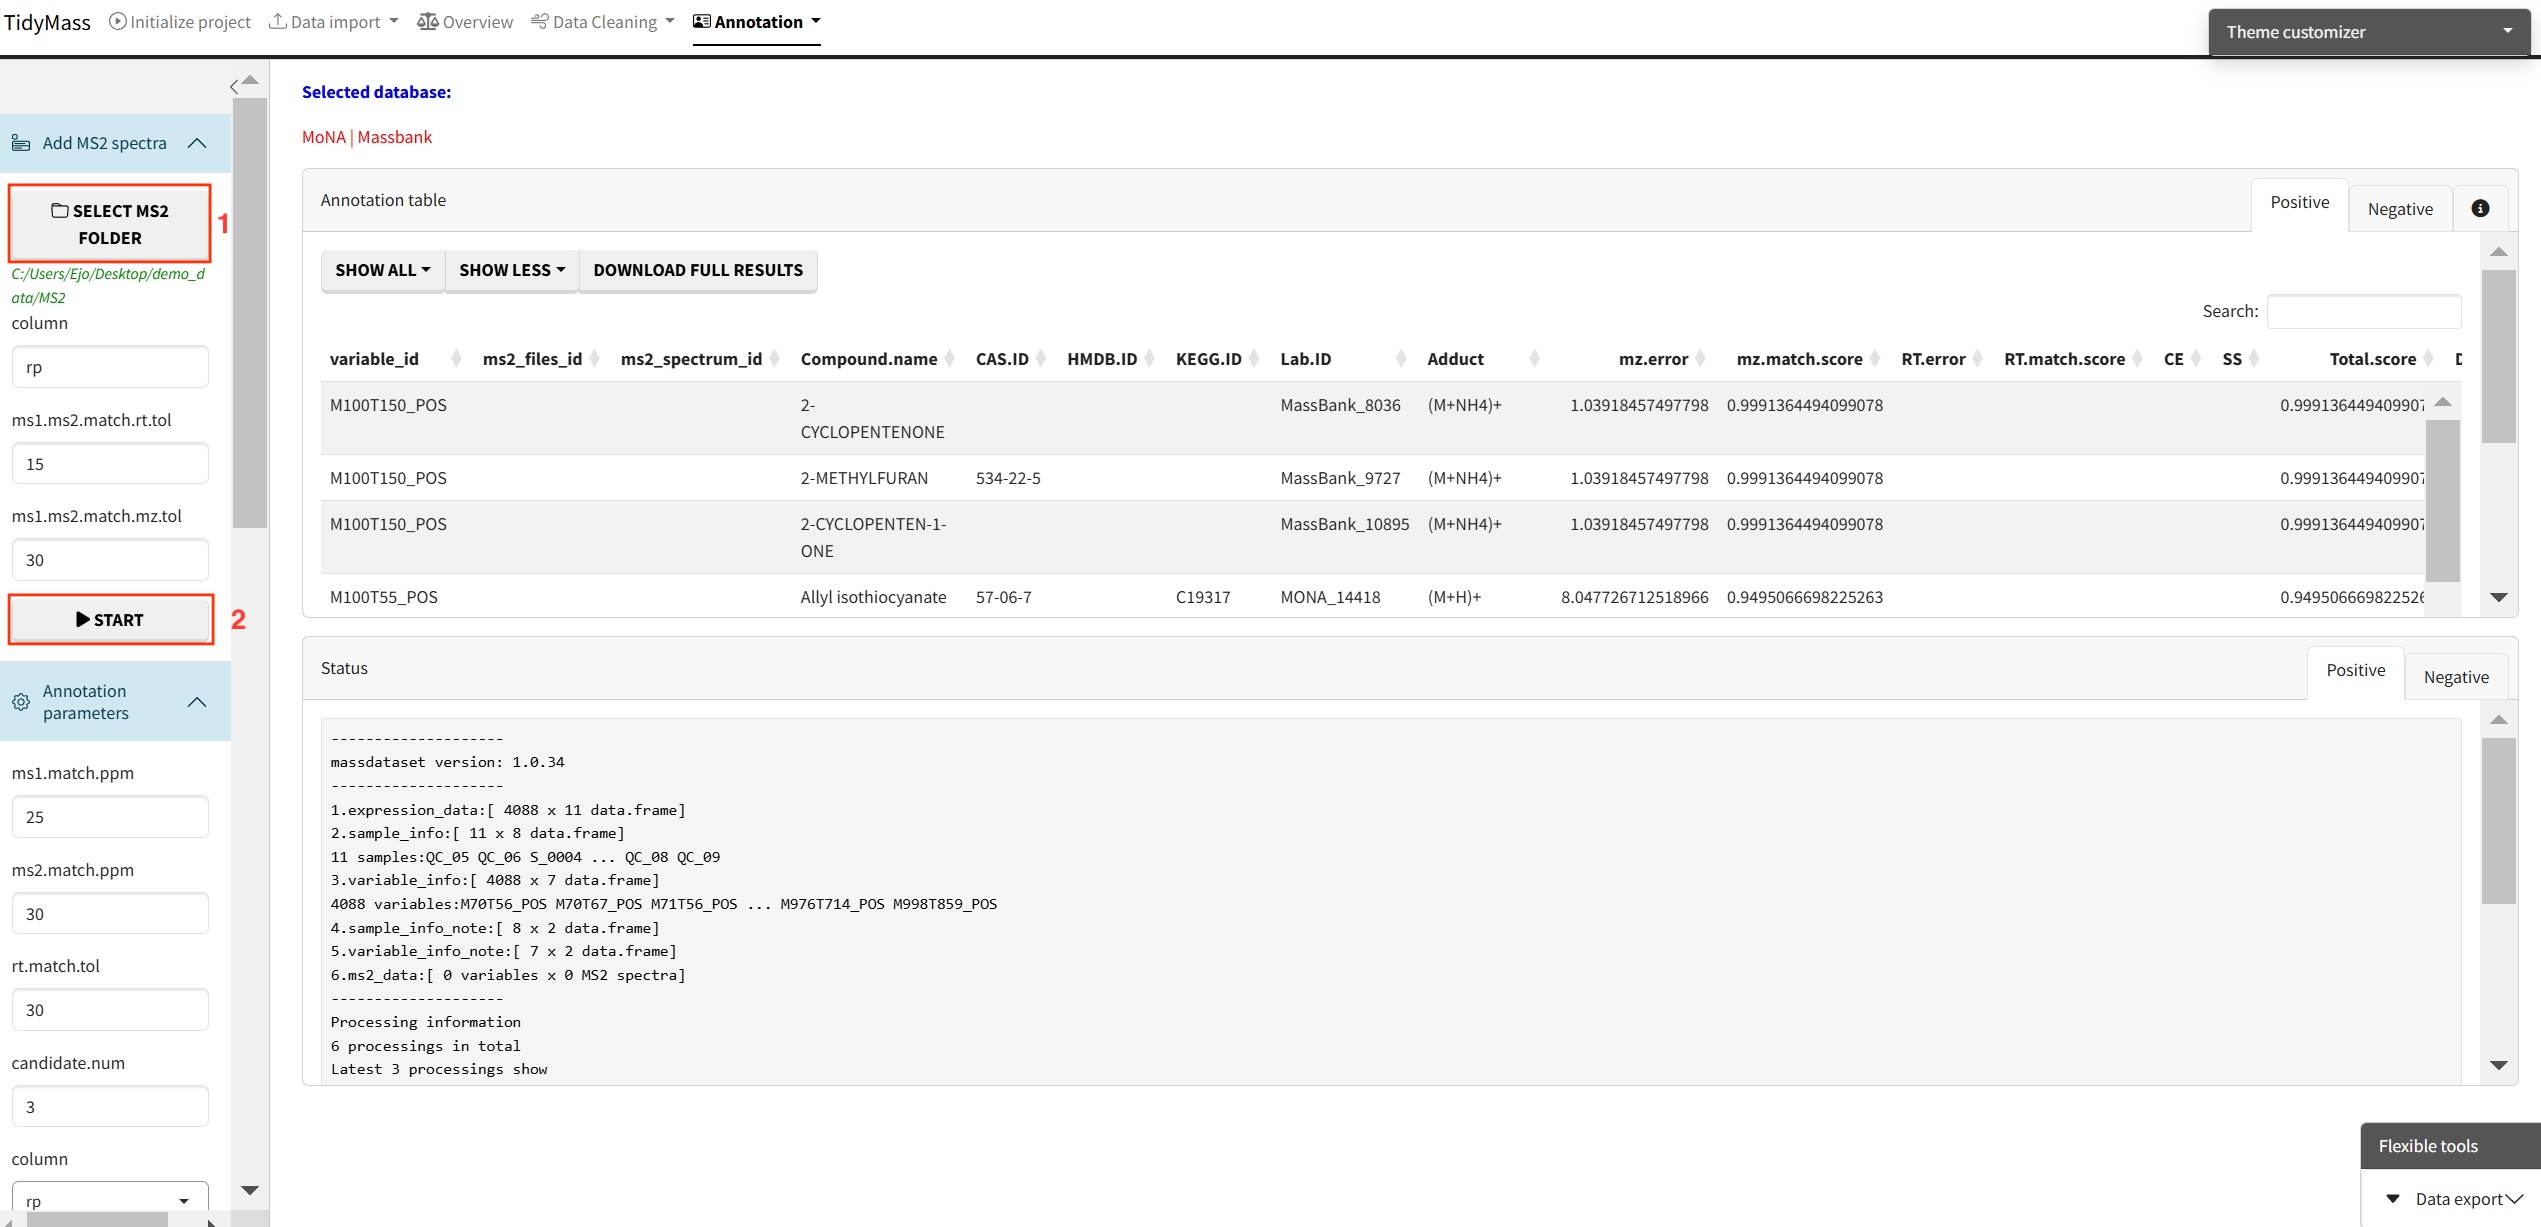 TidyMass Initialize project Data import Overview Data Cleaning Annotation
Theme customizer
Add MS2 spectra
SELECT MS2
FOLDER
1
C:/Users/Ejo/Desktop/demo_d
ata/MS2
column
rp
ms1.ms2.match.rt.tol
15
ms1.ms2.match.mz.tol
30
START
2
Annotation
parameters
ms1.match.ppm
25
ms2.match.ppm
30
rt.match.tol
30
candidate.num
3
column
rp
Selected database:
MoNA | Massbank
Annotation table
Positive
Negative
SHOW ALL SHOW LESS DOWNLOAD FULL RESULTS
Search:
variable_id ms2_files_id ms2_spectrum_id Compound.name CAS.ID HMDB.ID KEGG.ID Lab.ID Adduct mz.error mz.match.score RT.error RT.match.score CE SS Total.score
M100T150_POS 2- MassBank_8036 (M+NH4)+ 1.03918457497798 0.9991364494099078 0.999136449409907
CYCLOPENTENONE
M100T150_POS 2-METHYLFURAN 534-22-5 MassBank_9727 (M+NH4)+ 1.03918457497798 0.9991364494099078 0.999136449409907
M100T150_POS 2-CYCLOPENTEN-1- MassBank_10895 (M+NH4)+ 1.03918457497798 0.9991364494099078 0.999136449409907
ONE
M100T55_POS Allyl isothiocyanate 57-06-7 C19317 MONA_14418 (M+H)+ 8.047726712518966 0.9495066698225263 0.949506669822526
Status
Positive
Negative
--------------------
massdataset version: 1.0.34
--------------------
1.expression_data:[ 4088 x 11 data.frame]
2.sample_info:[ 11 x 8 data.frame]
11 samples:QC_05 QC_06 S_0004 ... QC_08 QC_09
3.variable_info:[ 4088 x 7 data.frame]
4088 variables:M70T56_POS M70T67_POS M71T56_POS ... M976T714_POS M998T859_POS
4.sample_info_note:[ 8 x 2 data.frame]
5.variable_info_note:[ 7 x 2 data.frame]
6.ms2_data:[ 0 variables x 0 MS2 spectra]
--------------------
Processing information
6 processings in total
Latest 3 processings show
Flexible tools
Data export